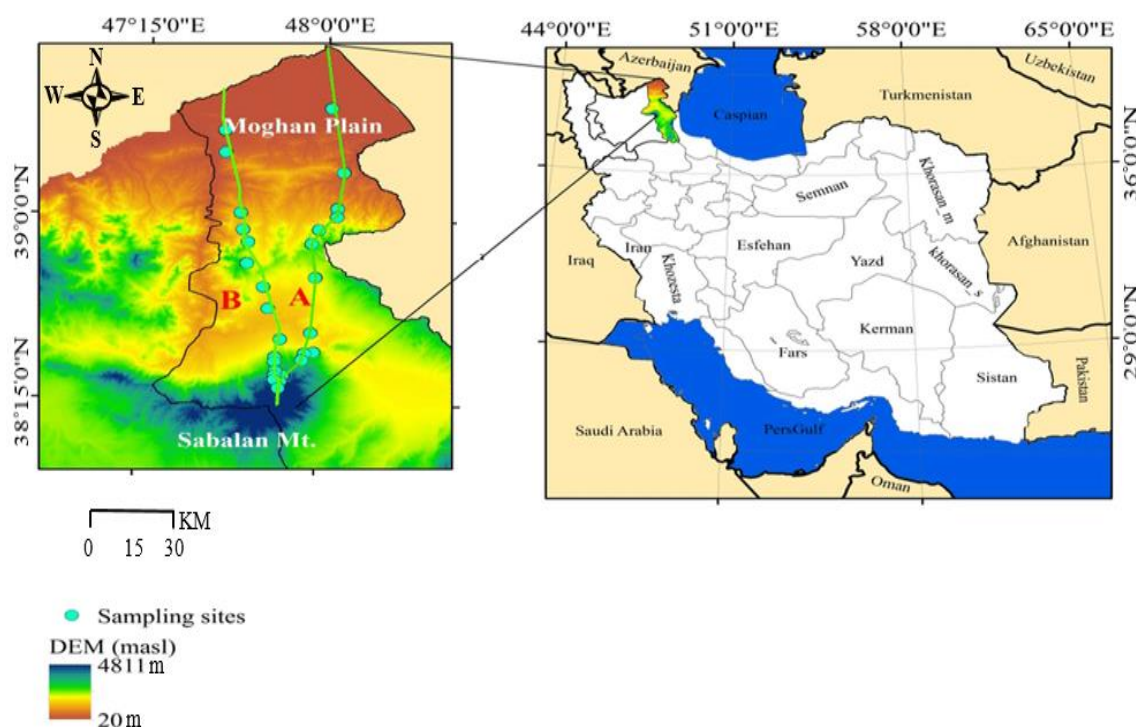 47°15'0"E
48°0'0"E
N
W E
S
Moghan Plain
39°0'0"N
B
A
38°15'0"N
Sabalan Mt.
KM
0 15 30
Sampling sites
DEM (masl)
4811 m
20 m
44°0'0"E
51°0'0"E
58°0'0"E
65°0'0"E
Azerbaijan
Uzbekistan
Turkmenistan
Caspian
36°0'0"N
Semnan
Khorasan_m
Iran
Esfehan
Afghanistan
Iraq
Khozesta
Yazd
khorasan_s
Kerman
29°0'0"N
Fars
Sistan
Pakistan
Saudi Arabia
PersGulf
Oman